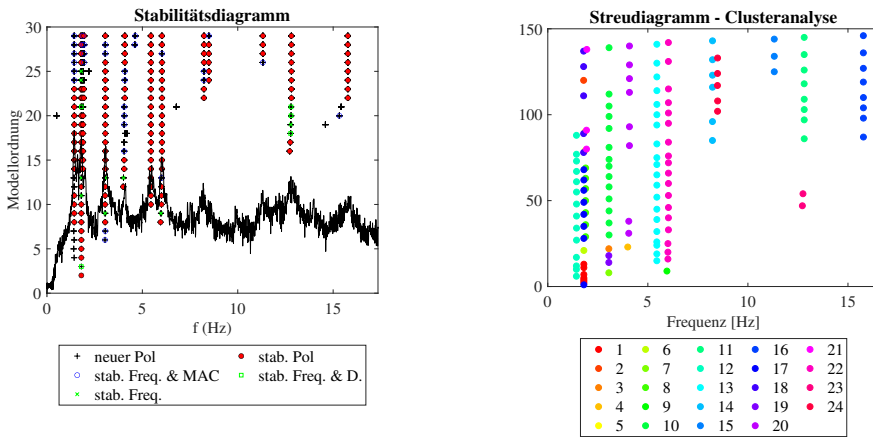 Stabilitätsdiagramm
30
25
20
15
10
5
0
Modellordnung
0 5 10 15
f (Hz)
neuer Pol
stab. Pol
stab. Freq. & MAC
stab. Freq. & D.
stab. Freq.
Streudiagramm - Clusteranalyse
150
100
50
0
0 5 10 15
Frequenz [Hz]
1 6 11 16 21
2 7 12 17 22
3 8 13 18 23
4 9 14 19 24
5 10 15 20